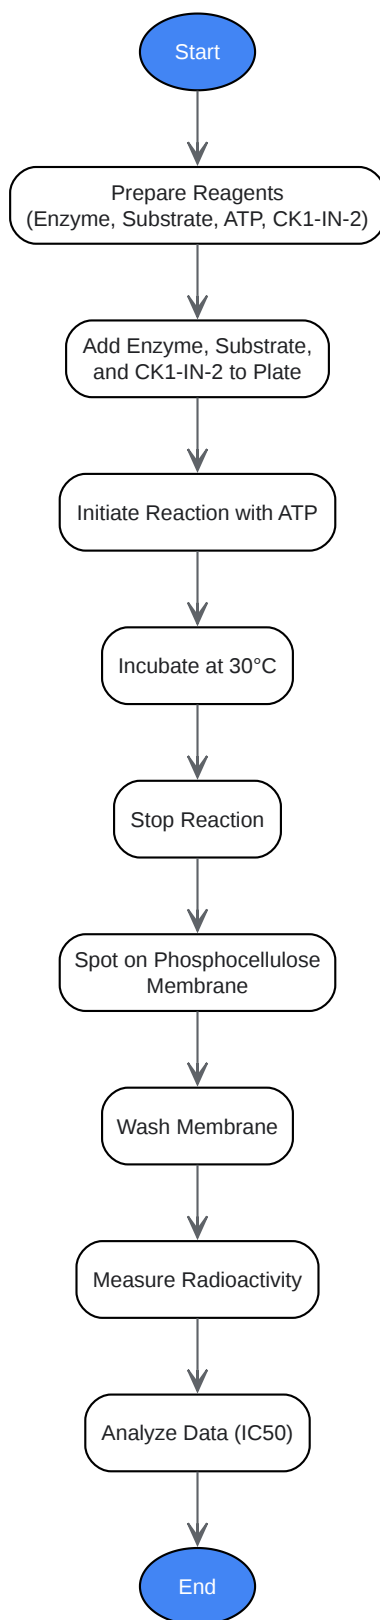 Start
Prepare Reagents
(Enzyme, Substrate, ATP, CK1-IN-2)
Add Enzyme, Substrate,
and CK1-IN-2 to Plate
Initiate Reaction with ATP
Incubate at 30°C
Stop Reaction
Spot on Phosphocellulose
Membrane
Wash Membrane
Measure Radioactivity
Analyze Data (IC50)
End